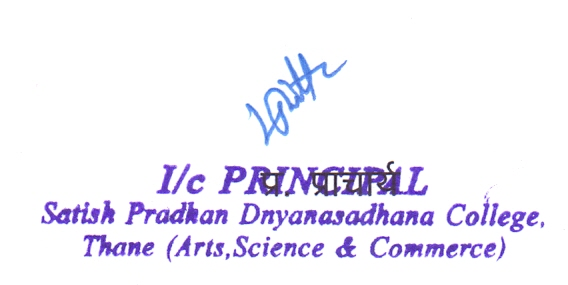 I/c PRINCIPAL
प्र. प्राचार्य
Satish Pradhan Dnyanasadhana College,
Thane (Arts,Science & Commerce)